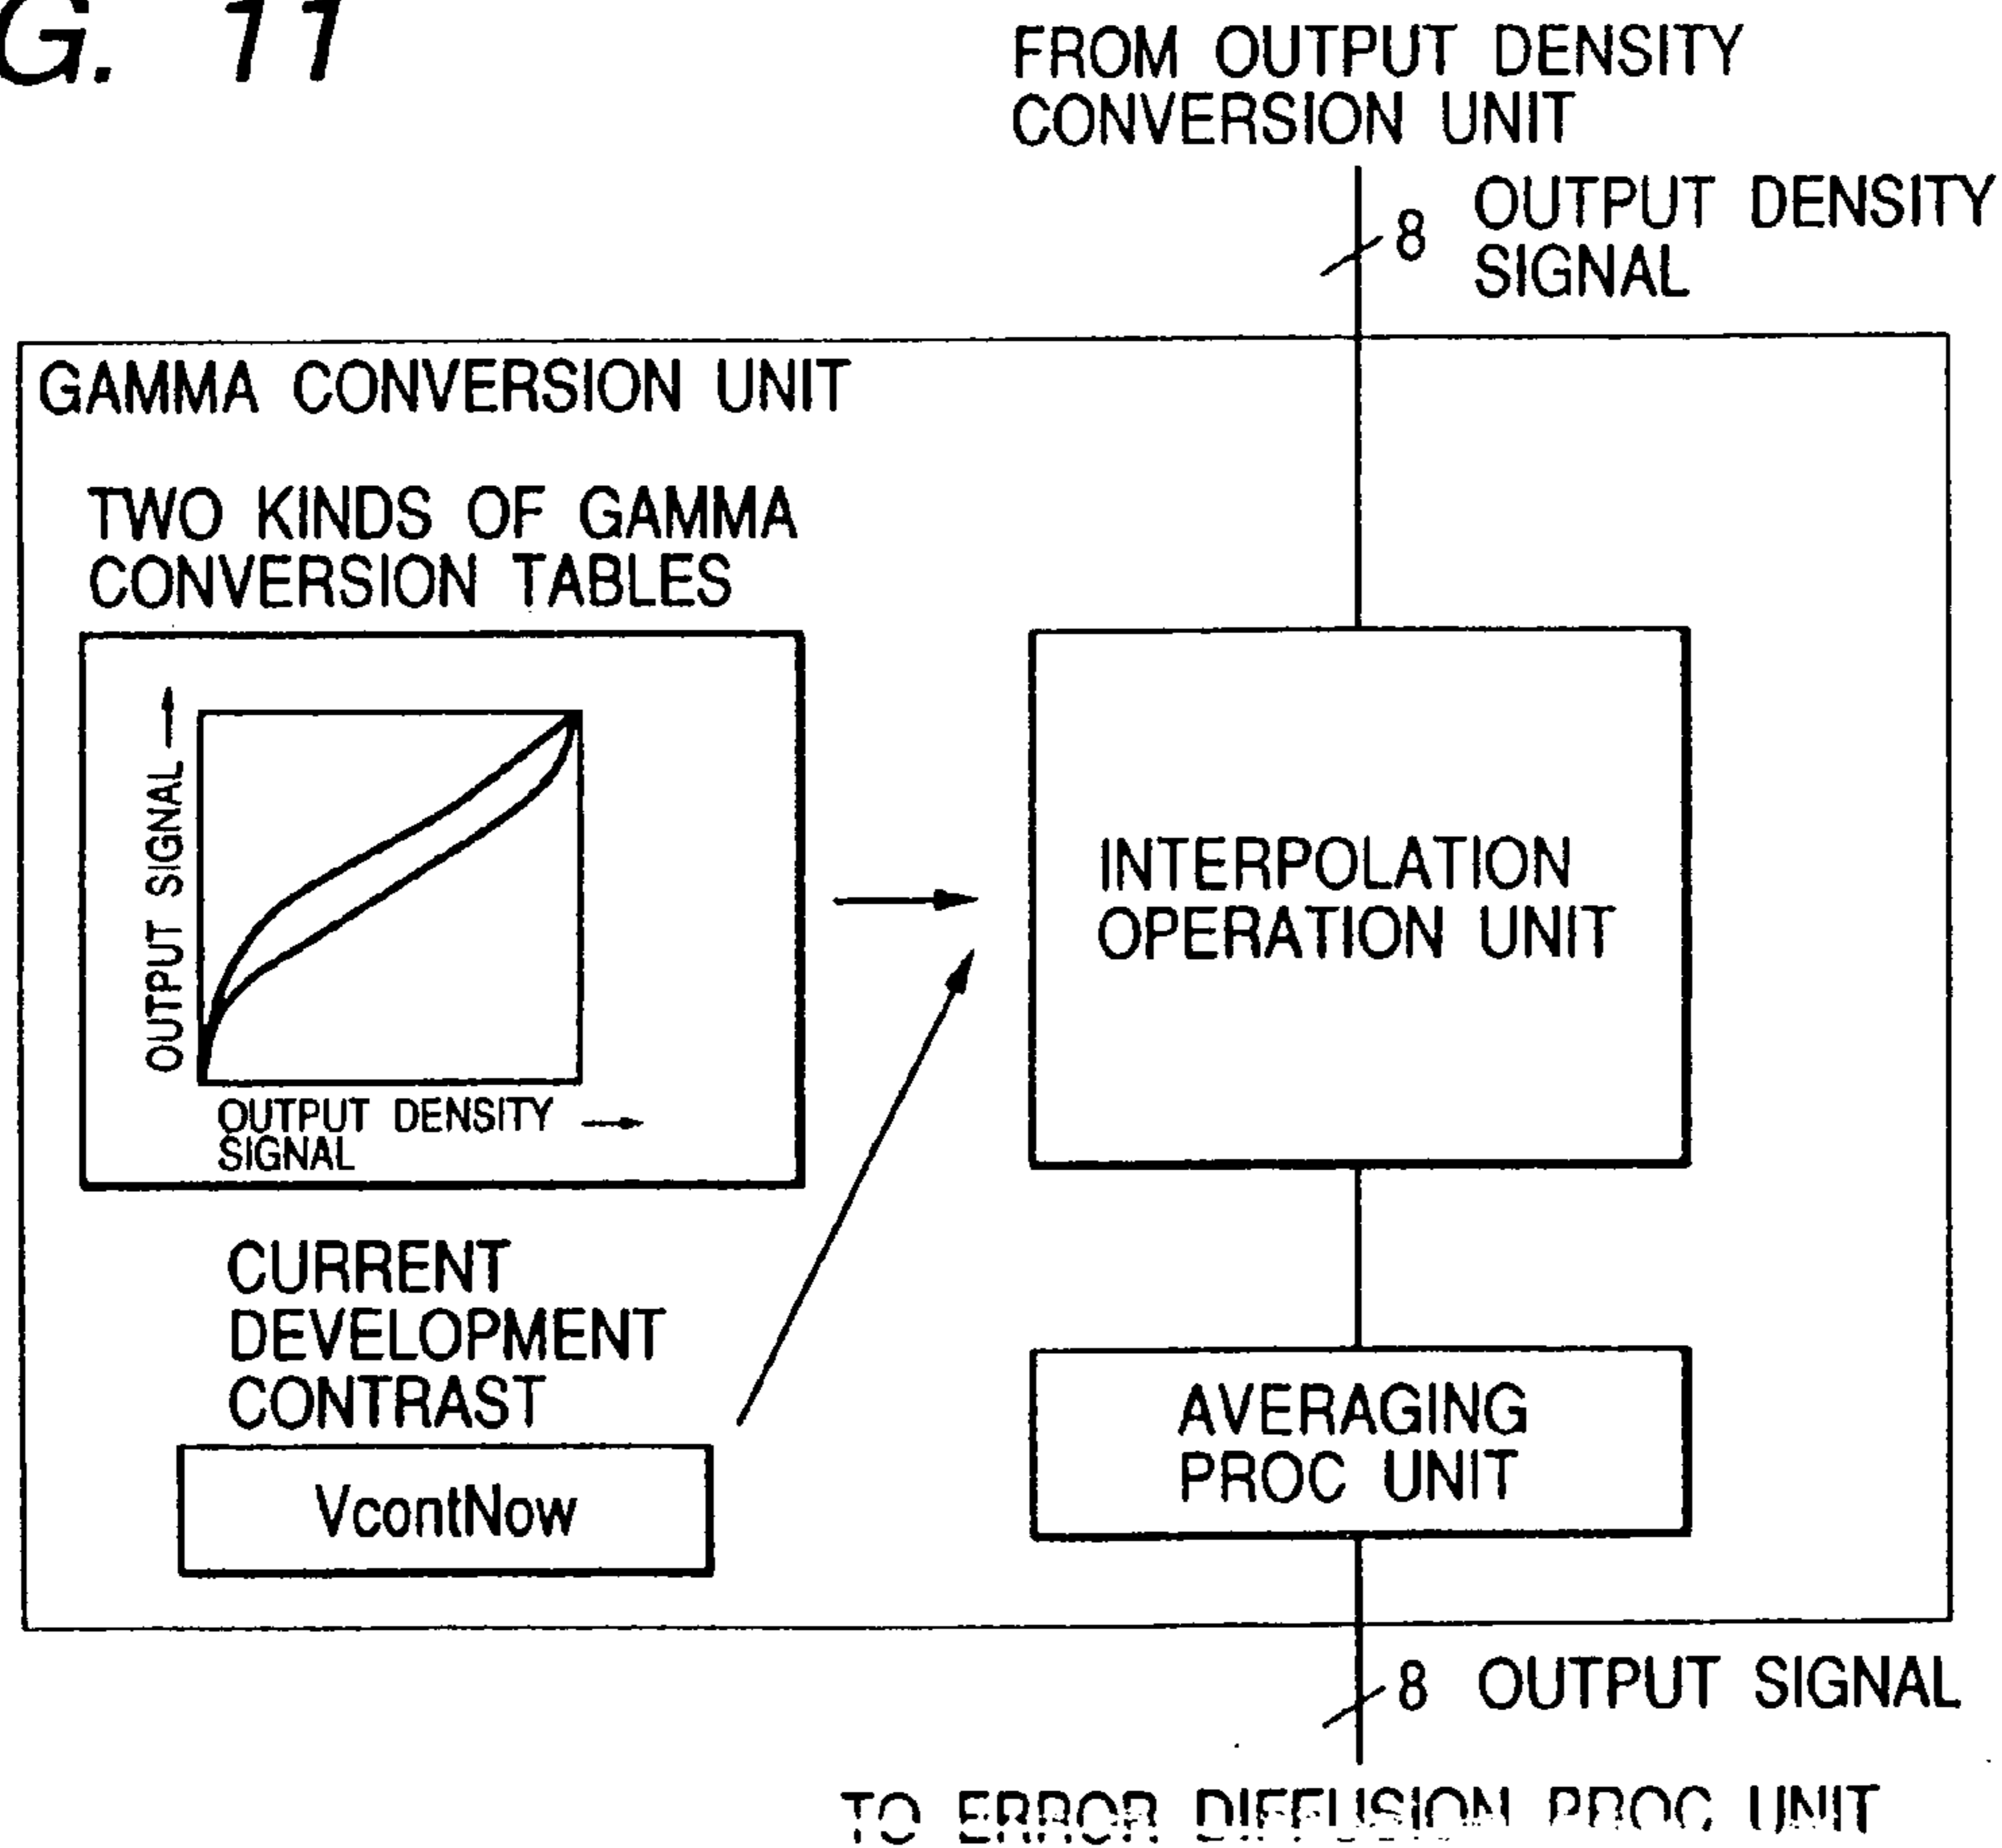 G. 11
FROM OUTPUT DENSITY
CONVERSION UNIT
8 OUTPUT DENSITY
SIGNAL
GAMMA CONVERSION UNIT
TWO KINDS OF GAMMA
CONVERSION TABLES
OUTPUT SIGNAL
OUTPUT DENSITY
SIGNAL
INTERPOLATION
OPERATION UNIT
CURRENT
DEVELOPMENT
CONTRAST
VcontNow
AVERAGING
PROC UNIT
8 OUTPUT SIGNAL
TO ERROR DIFFUSION PROC UNIT